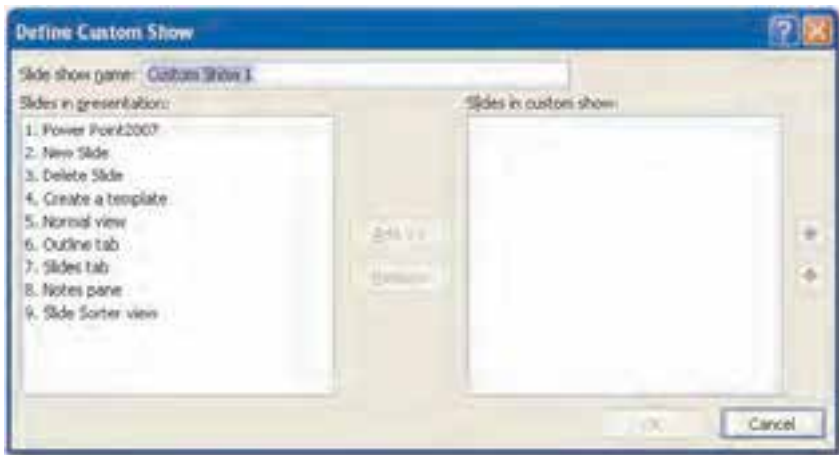 Define Custom Show
Slide show name: Custom Show 1
Slides in presentation:
Slides in custom show:
1. Power Point2007
2. New Slide
3. Delete Slide
4. Create a template
5. Normal view
6. Outline tab
7. Slides tab
8. Notes pane
9. Slide Sorter view
Add >>
Remove
OK
Cancel